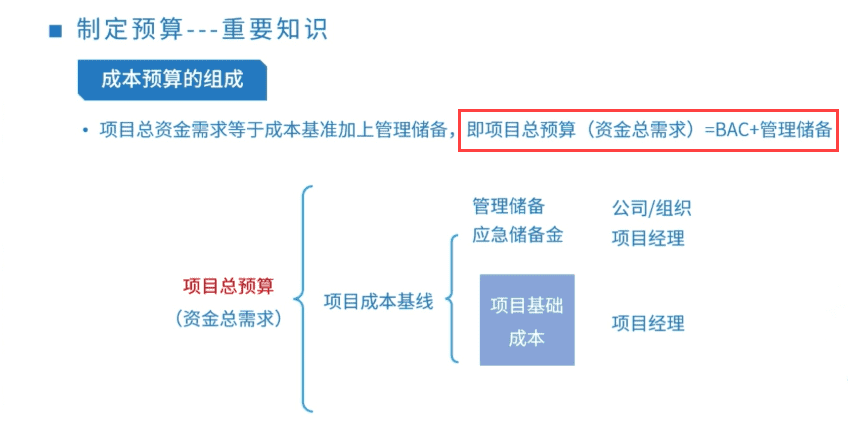 ■ 制定预算---重要知识
成本预算的组成
• 项目总资金需求等于成本基准加上管理储备，即项目总预算（资金总需求）=BAC+管理储备
管理储备 公司/组织
应急储备金 项目经理
项目总预算
（资金总需求）
项目成本基线
项目基础
成本
项目经理